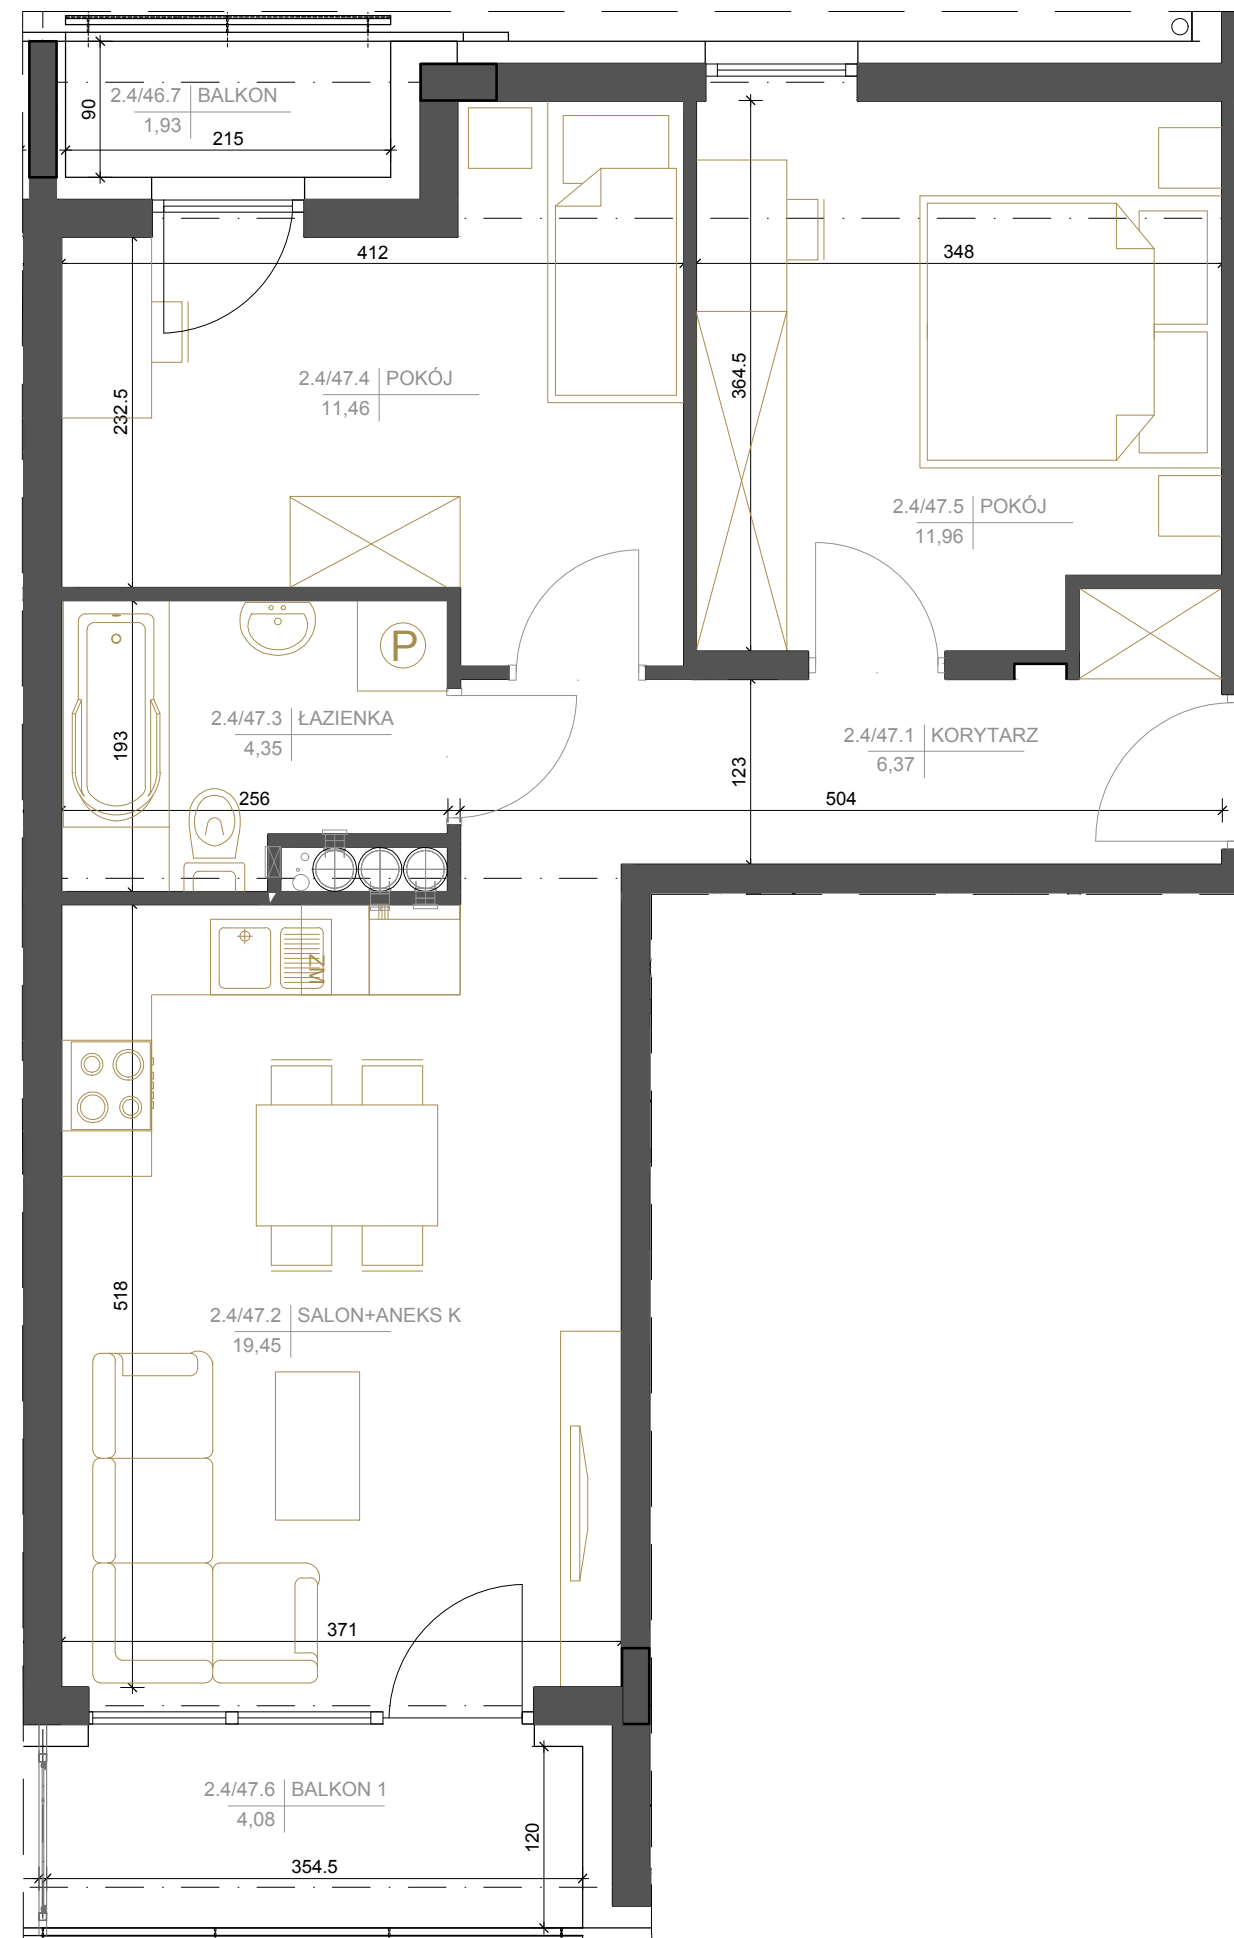 2.4/46.7 BALKON
1,93
90
215
412
348
232.5
2.4/47.4 POKÓJ
11,46
364.5
2.4/47.5 POKÓJ
11,96
P
193
2.4/47.3 ŁAZIENKA
4,35
256
123
2.4/47.1 KORYTARZ
6,37
504
ZM
518
2.4/47.2 SALON+ANEKS K
19,45
371
2.4/47.6 BALKON 1
4,08
120
354.5